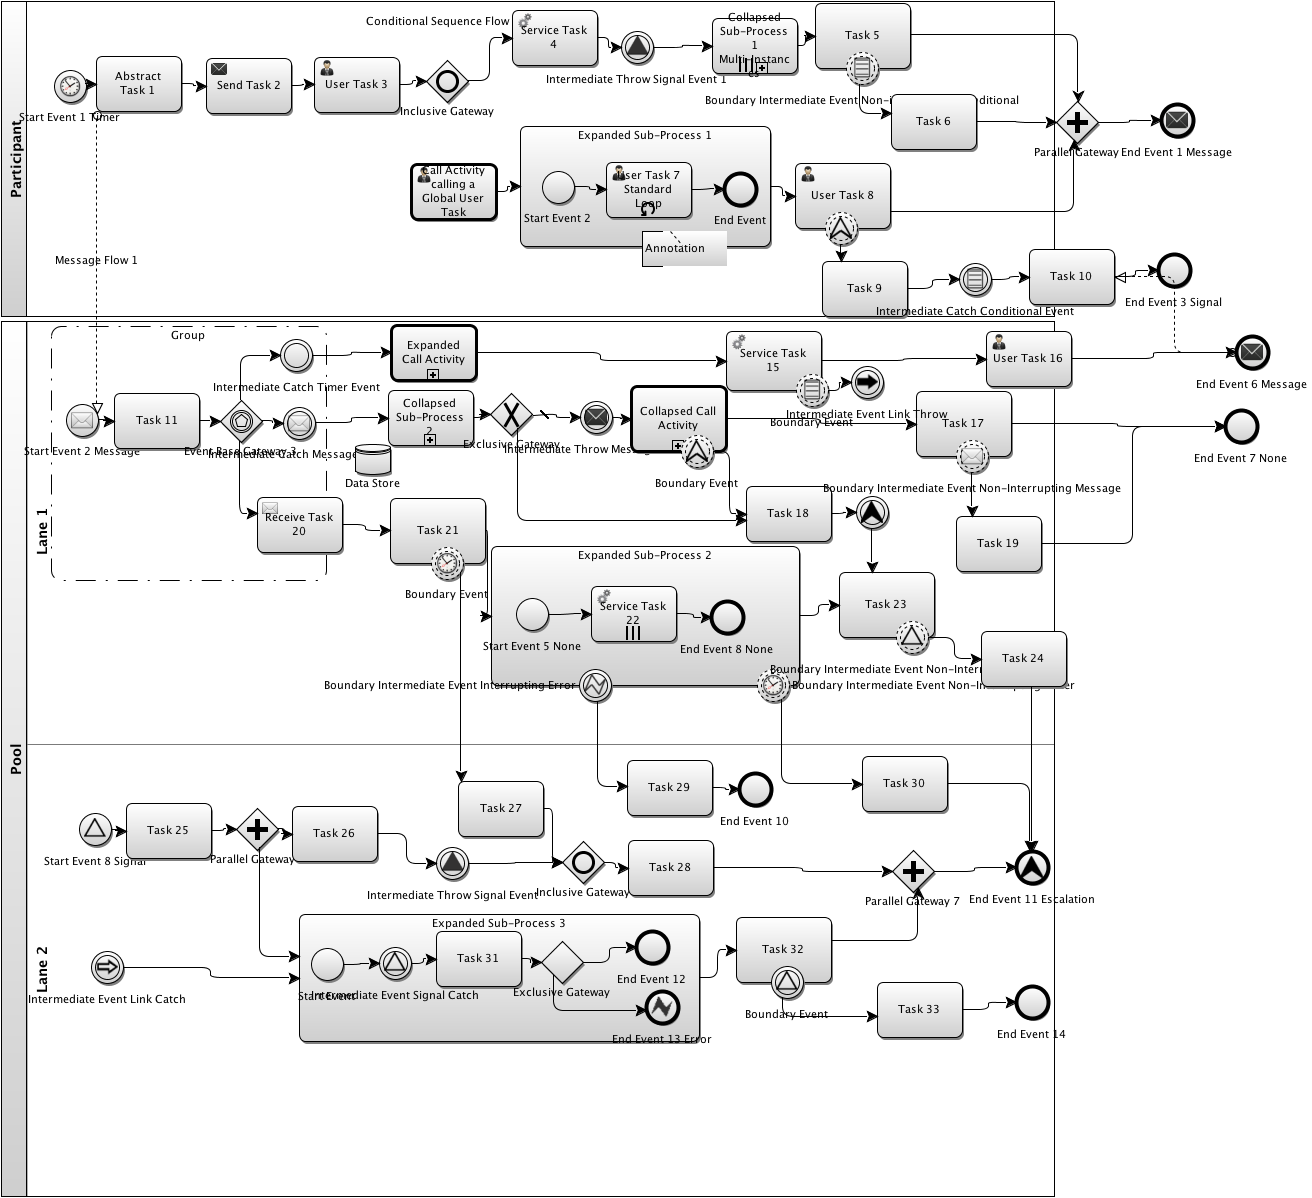 Participant
Conditional Sequence Flow
Start Event 1 Timer
Abstract
Task 1
Send Task 2
User Task 3
Inclusive Gateway
Service Task
4
Intermediate Throw Signal Event 1
Collapsed
Sub-Process
1
Multi-Instances
Task 5
Boundary Intermediate Event Non-i
ditional
Task 6
Parallel Gateway
End Event 1 Message
Call Activity
calling a
Global User
Task
Expanded Sub-Process 1
Start Event 2
User Task 7
Standard
Loop
End Event
Annotation
User Task 8
Task 9
Intermediate Catch Conditional Event
Task 10
End Event 3 Signal
Message Flow 1
Pool
Lane 1
Group
Start Event 2 Message
Task 11
Event Base Gateway 3
Intermediate Catch Timer Event
Intermediate Catch Message
Expanded
Call Activity
Collapsed
Sub-Process
2
Data Store
Exclusive Gateway
Intermediate Throw Message
Collapsed Call
Activity
Boundary Event
Service Task
15
Boundary Event
Intermediate Event Link Throw
User Task 16
End Event 6 Message
Task 17
End Event 7 None
Boundary Intermediate Event Non-Interrupting Message
Task 18
Task 19
Receive Task
20
Task 21
Boundary Event
Expanded Sub-Process 2
Start Event 5 None
Service Task
22
End Event 8 None
Boundary Intermediate Event Interrupting Error
Task 23
Boundary Intermediate Event Non-Inter
Boundary Intermediate Event Non-In
Task 24
Lane 2
Task 27
Task 29
End Event 10
Task 30
Start Event 8 Signal
Task 25
Parallel Gateway
Task 26
Intermediate Throw Signal Event
Inclusive Gateway
Task 28
Parallel Gateway 7
End Event 11 Escalation
Intermediate Event Link Catch
Expanded Sub-Process 3
Start Event
Intermediate Event Signal Catch
Task 31
Exclusive Gateway
End Event 12
End Event 13 Error
Task 32
Boundary Event
Task 33
End Event 14